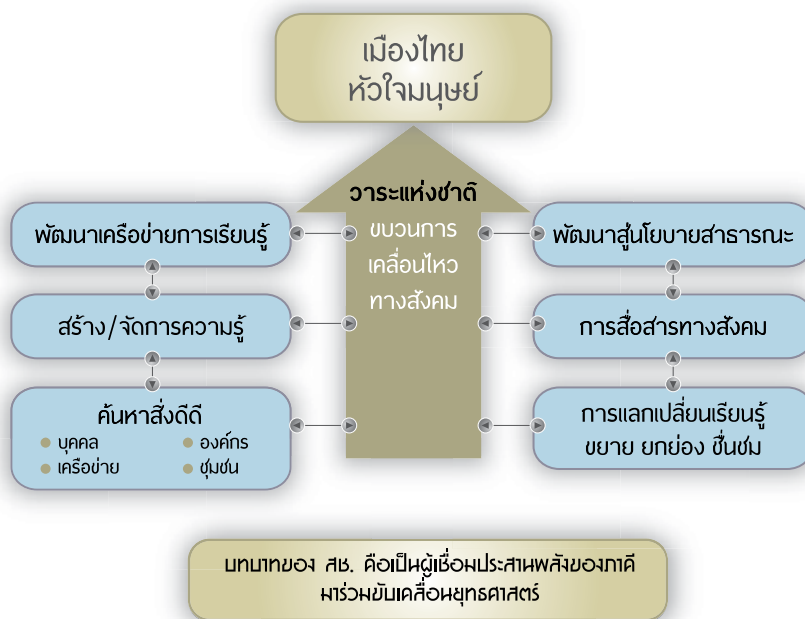 เมืองไทย
หัวใจมนุษย์
วาระแห่งชาติ
ขบวนการ
เคลื่อนไหว
ทางสังคม
พัฒนาเครือข่ายการเรียนรู้
สร้าง/จัดการความรู้
ค้นหาสิ่งดีดี
บุคคล
องค์กร
เครือข่าย
ชุมชน
พัฒนาสู่นโยบายสาธารณะ
การสื่อสารทางสังคม
การแลกเปลี่ยนเรียนรู้
ขยาย ยกย่อง ชื่นชม
บทบาทของ สช. คือเป็นผู้เชื่อมประสานพลังของภาคี
มาร่วมขับเคลื่อนยุทธศาสตร์